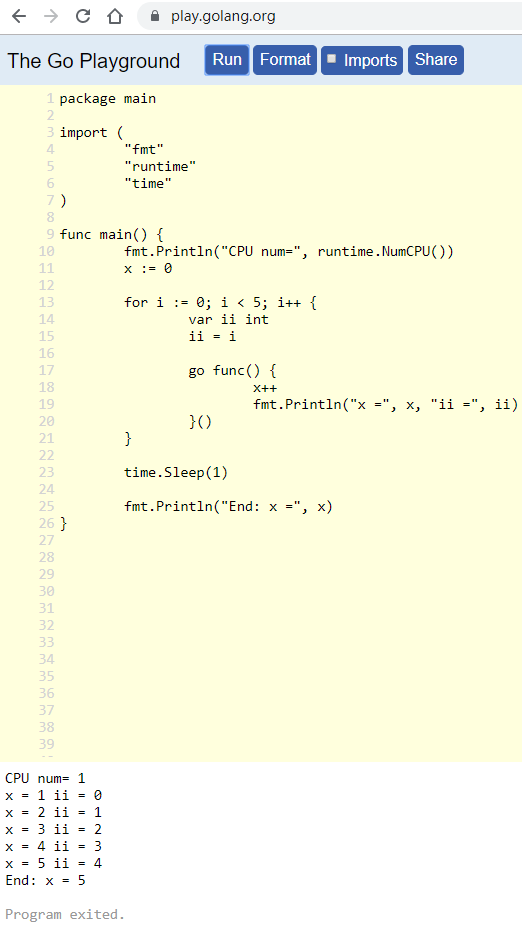 play.golang.org
The Go Playground Run Format Imports Share
1 package main
2
3 import (
4 "fmt"
5 "runtime"
6 "time"
7 )
8
9 func main() {
10 fmt.Println("CPU num=", runtime.NumCPU())
11 x := 0
12
13 for i := 0; i < 5; i++ {
14 var ii int
15 ii = i
16
17 go func() {
18 x++
19 fmt.Println("x =", x, "ii =", ii)
20 }()
21 }
22
23 time.Sleep(1)
24
25 fmt.Println("End: x =", x)
26 }
27
28
29
30
31
32
33
34
35
36
37
38
39
CPU num= 1
x = 1 ii = 0
x = 2 ii = 1
x = 3 ii = 2
x = 4 ii = 3
x = 5 ii = 4
End: x = 5
Program exited.